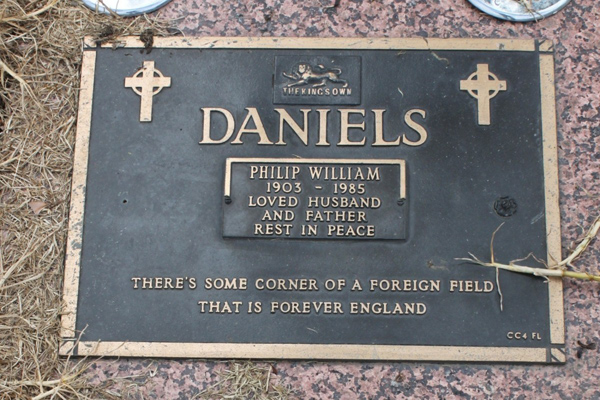 THE KINGS OWN
DANIELS
PHILIP WILLIAM
1903 - 1985
LOVED HUSBAND
AND FATHER
REST IN PEACE
THERE'S SOME CORNER OF A FOREIGN FIELD
THAT IS FOREVER ENGLAND
CC4 FL